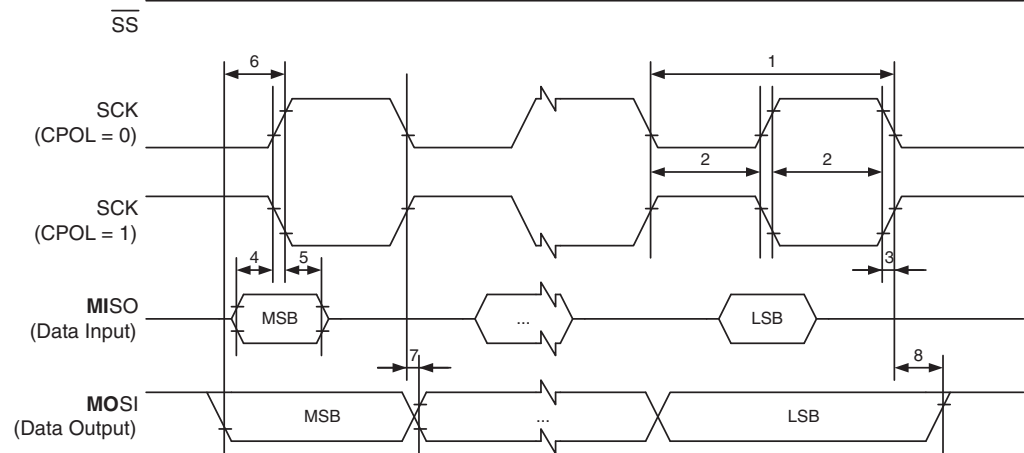 SS
6
1
SCK
(CPOL = 0)
2
2
SCK
(CPOL = 1)
4
5
3
MISO
(Data Input)
MSB
...
LSB
7
8
MOSI
(Data Output)
MSB
...
LSB